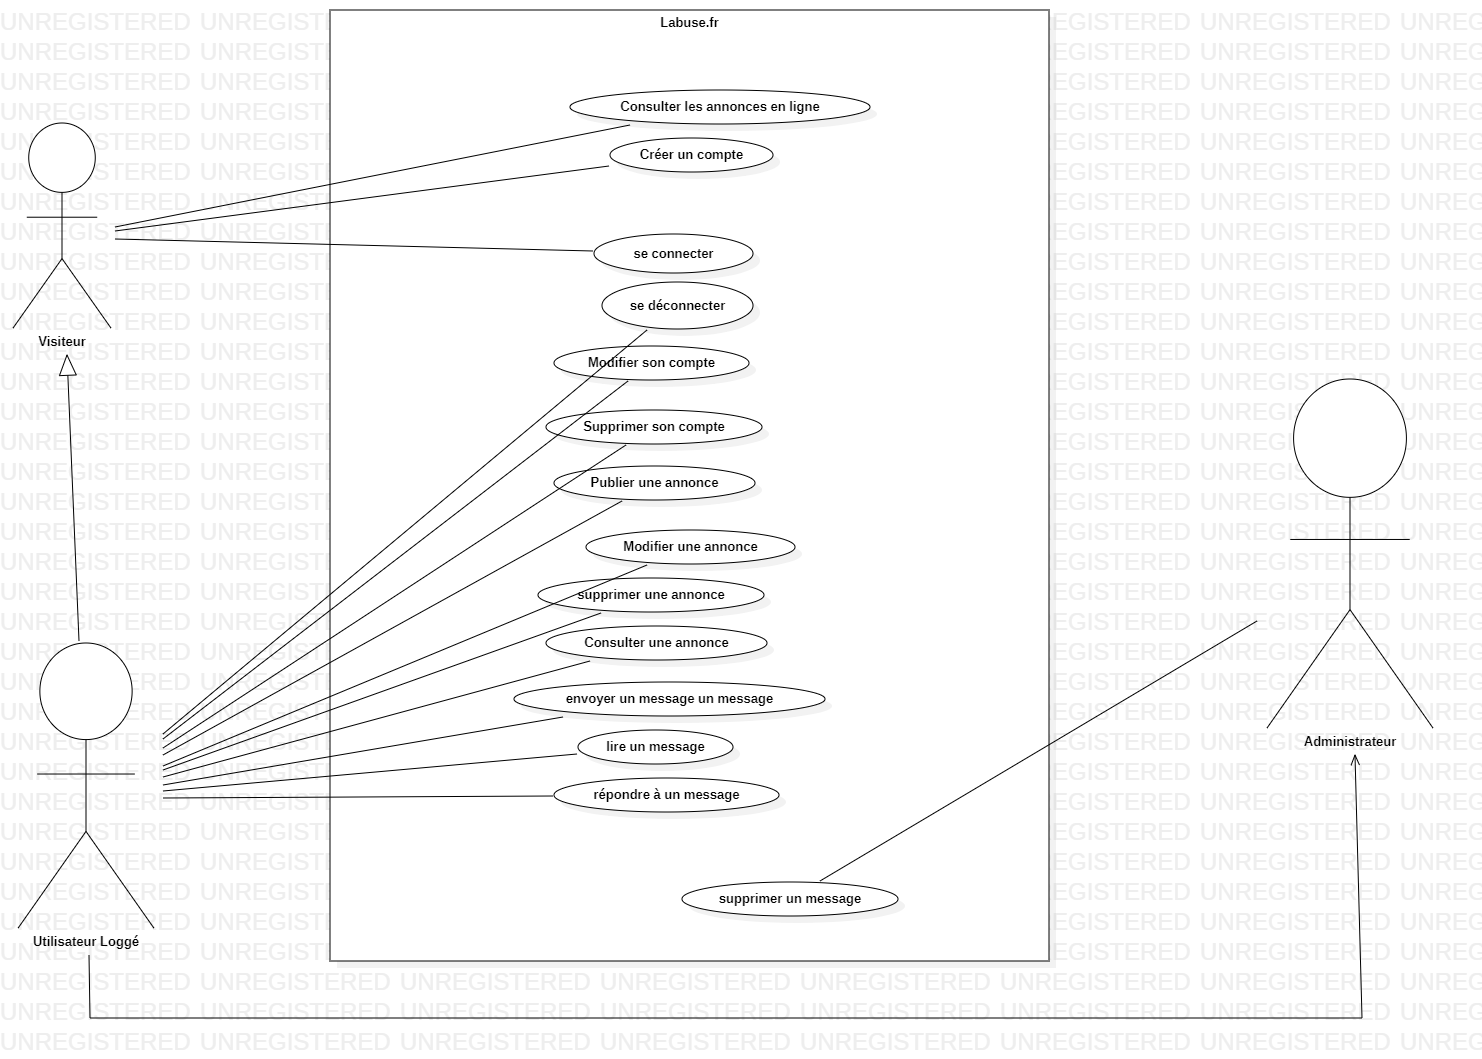 Labuse.fr
Consulter les annonces en ligne
Créer un compte
se connecter
se déconnecter
Visiteur
Modifier son compte
Supprimer son compte
Publier une annonce
Modifier une annonce
supprimer une annonce
Consulter une annonce
envoyer un message un message
Administrateur
lire un message
répondre à un message
supprimer un message
Utilisateur Loggé
UNREGISTERED